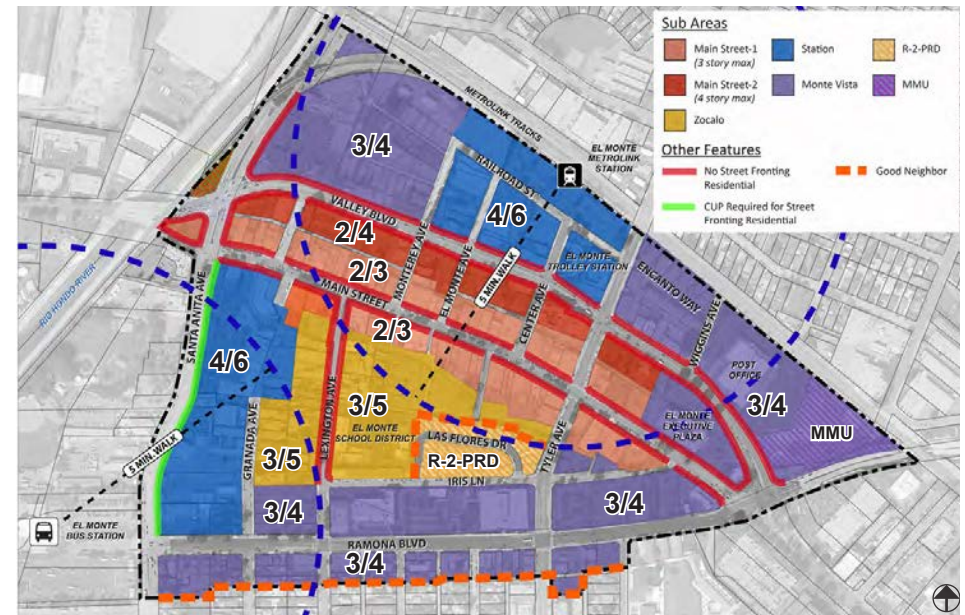 Sub Areas
Main Street-1
(3 story max)
Station
R-2-PRD
Main Street-2
(4 story max)
Monte Vista
MMU
Zocalo
Other Features
No Street Fronting
Residential
Good Neighbor
CUP Required for Street
Fronting Residential
METROLINK TRACKS
EL MONTE
METROLINK
STATION
3/4
RAILROAD ST
4/6
VALLEY BLVD
2/4
MONTEREY AVE
EL MONTE AVE
5 MIN. WALK
EL MONTE
TROLLEY STATION
ENCANTO WAY
2/3
MAIN STREET
CENTER AVE
WIGGINS AVE
RIO HONDO RIVER
SANTA ANITA AVE
2/3
4/6
POST
OFFICE
3/4
LEXINGTON AVE
3/5
EL MONTE
SCHOOL DISTRICT
EL MONTE
EXECUTIVE
PLAZA
MMU
GRANADA AVE
LAS FLORES DR
TYLER AVE
5 MIN. WALK
3/5
R-2-PRD
IRIS LN
3/4
3/4
EL MONTE
BUS STATION
RAMONA BLVD
3/4